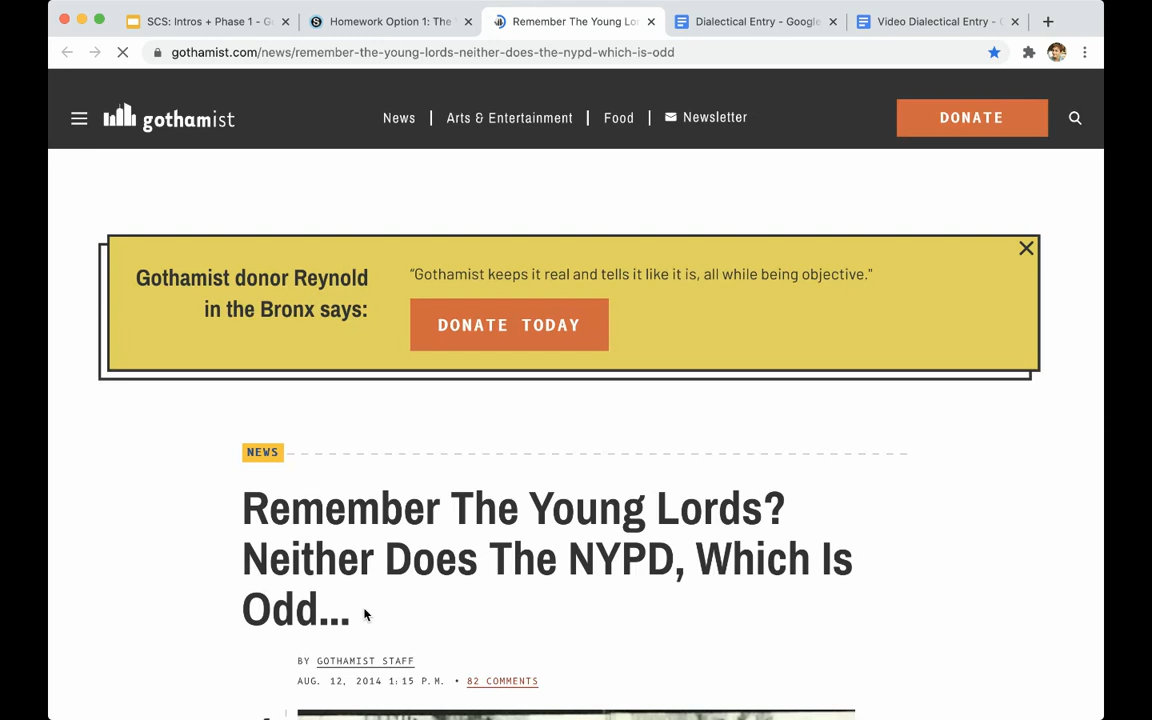 SCS: Intros + Phase 1 - G
Homework Option 1: The
Remember The Young Lor
Dialectical Entry - Google
Video Dialectical Entry -
gothamist.com/news/remember-the-young-lords-neither-does-the-nypd-which-is-odd
gothamist
News
Arts & Entertainment
Food
Newsletter
DONATE
Gothamist donor Reynold
in the Bronx says:
“Gothamist keeps it real and tells it like it is, all while being objective."
DONATE TODAY
NEWS
Remember The Young Lords?
Neither Does The NYPD, Which Is
Odd...
BY GOTHAMIST STAFF
AUG. 12, 2014 1:15 P.M. • 82 COMMENTS